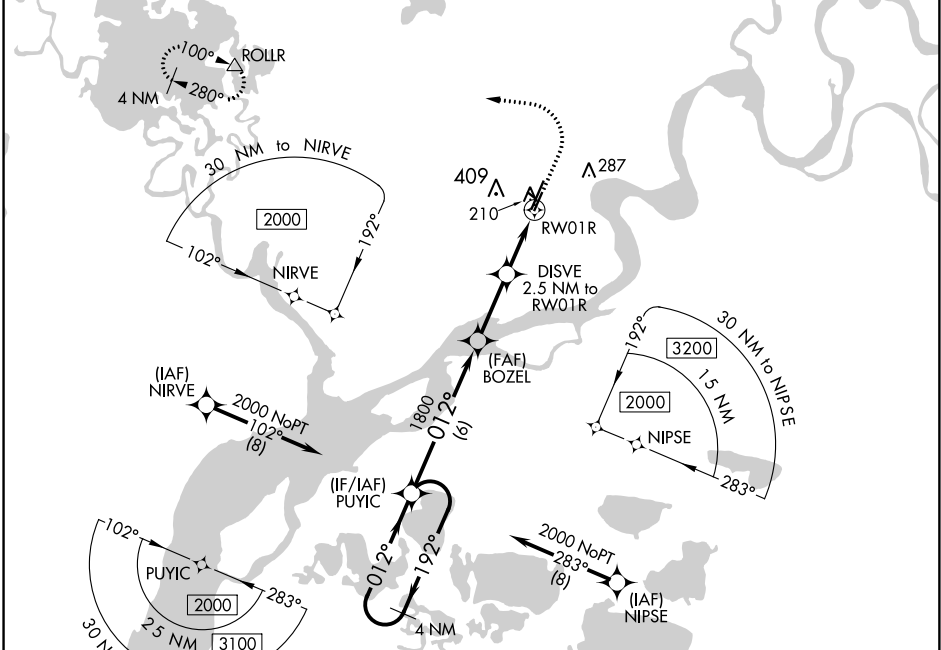 100°
ROLLR
4 NM
280°
30 NM to NIRVE
2000
192°
102°
NIRVE
409
287
210
RW01R
DISVE
2.5 NM to
RW01R
(FAF)
BOZEL
30 NM to NIPSE
192°
3200
15 NM
2000
NIPSE
283°
(IAF)
NIRVE
2000 NoPT
102°
(8)
1800
012°
(6)
(IF/IAF)
PUYIC
012°
192°
4 NM
2000 NoPT
283°
(8)
(IAF)
NIPSE
102°
PUYIC
283°
2000
25 NM
3100
30 N